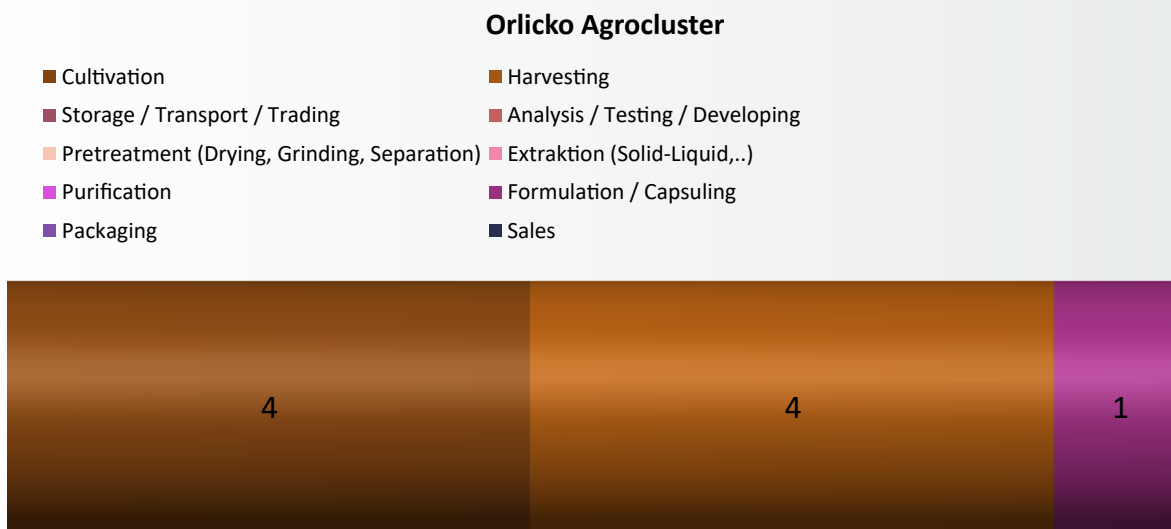 Orlicko Agrocluster
Cultivation
Harvesting
Storage / Transport / Trading
Analysis / Testing / Developing
Pretreatment (Drying, Grinding, Separation)
Extraktion (Solid-Liquid,..)
Purification
Formulation / Capsuling
Packaging
Sales
4
4
1